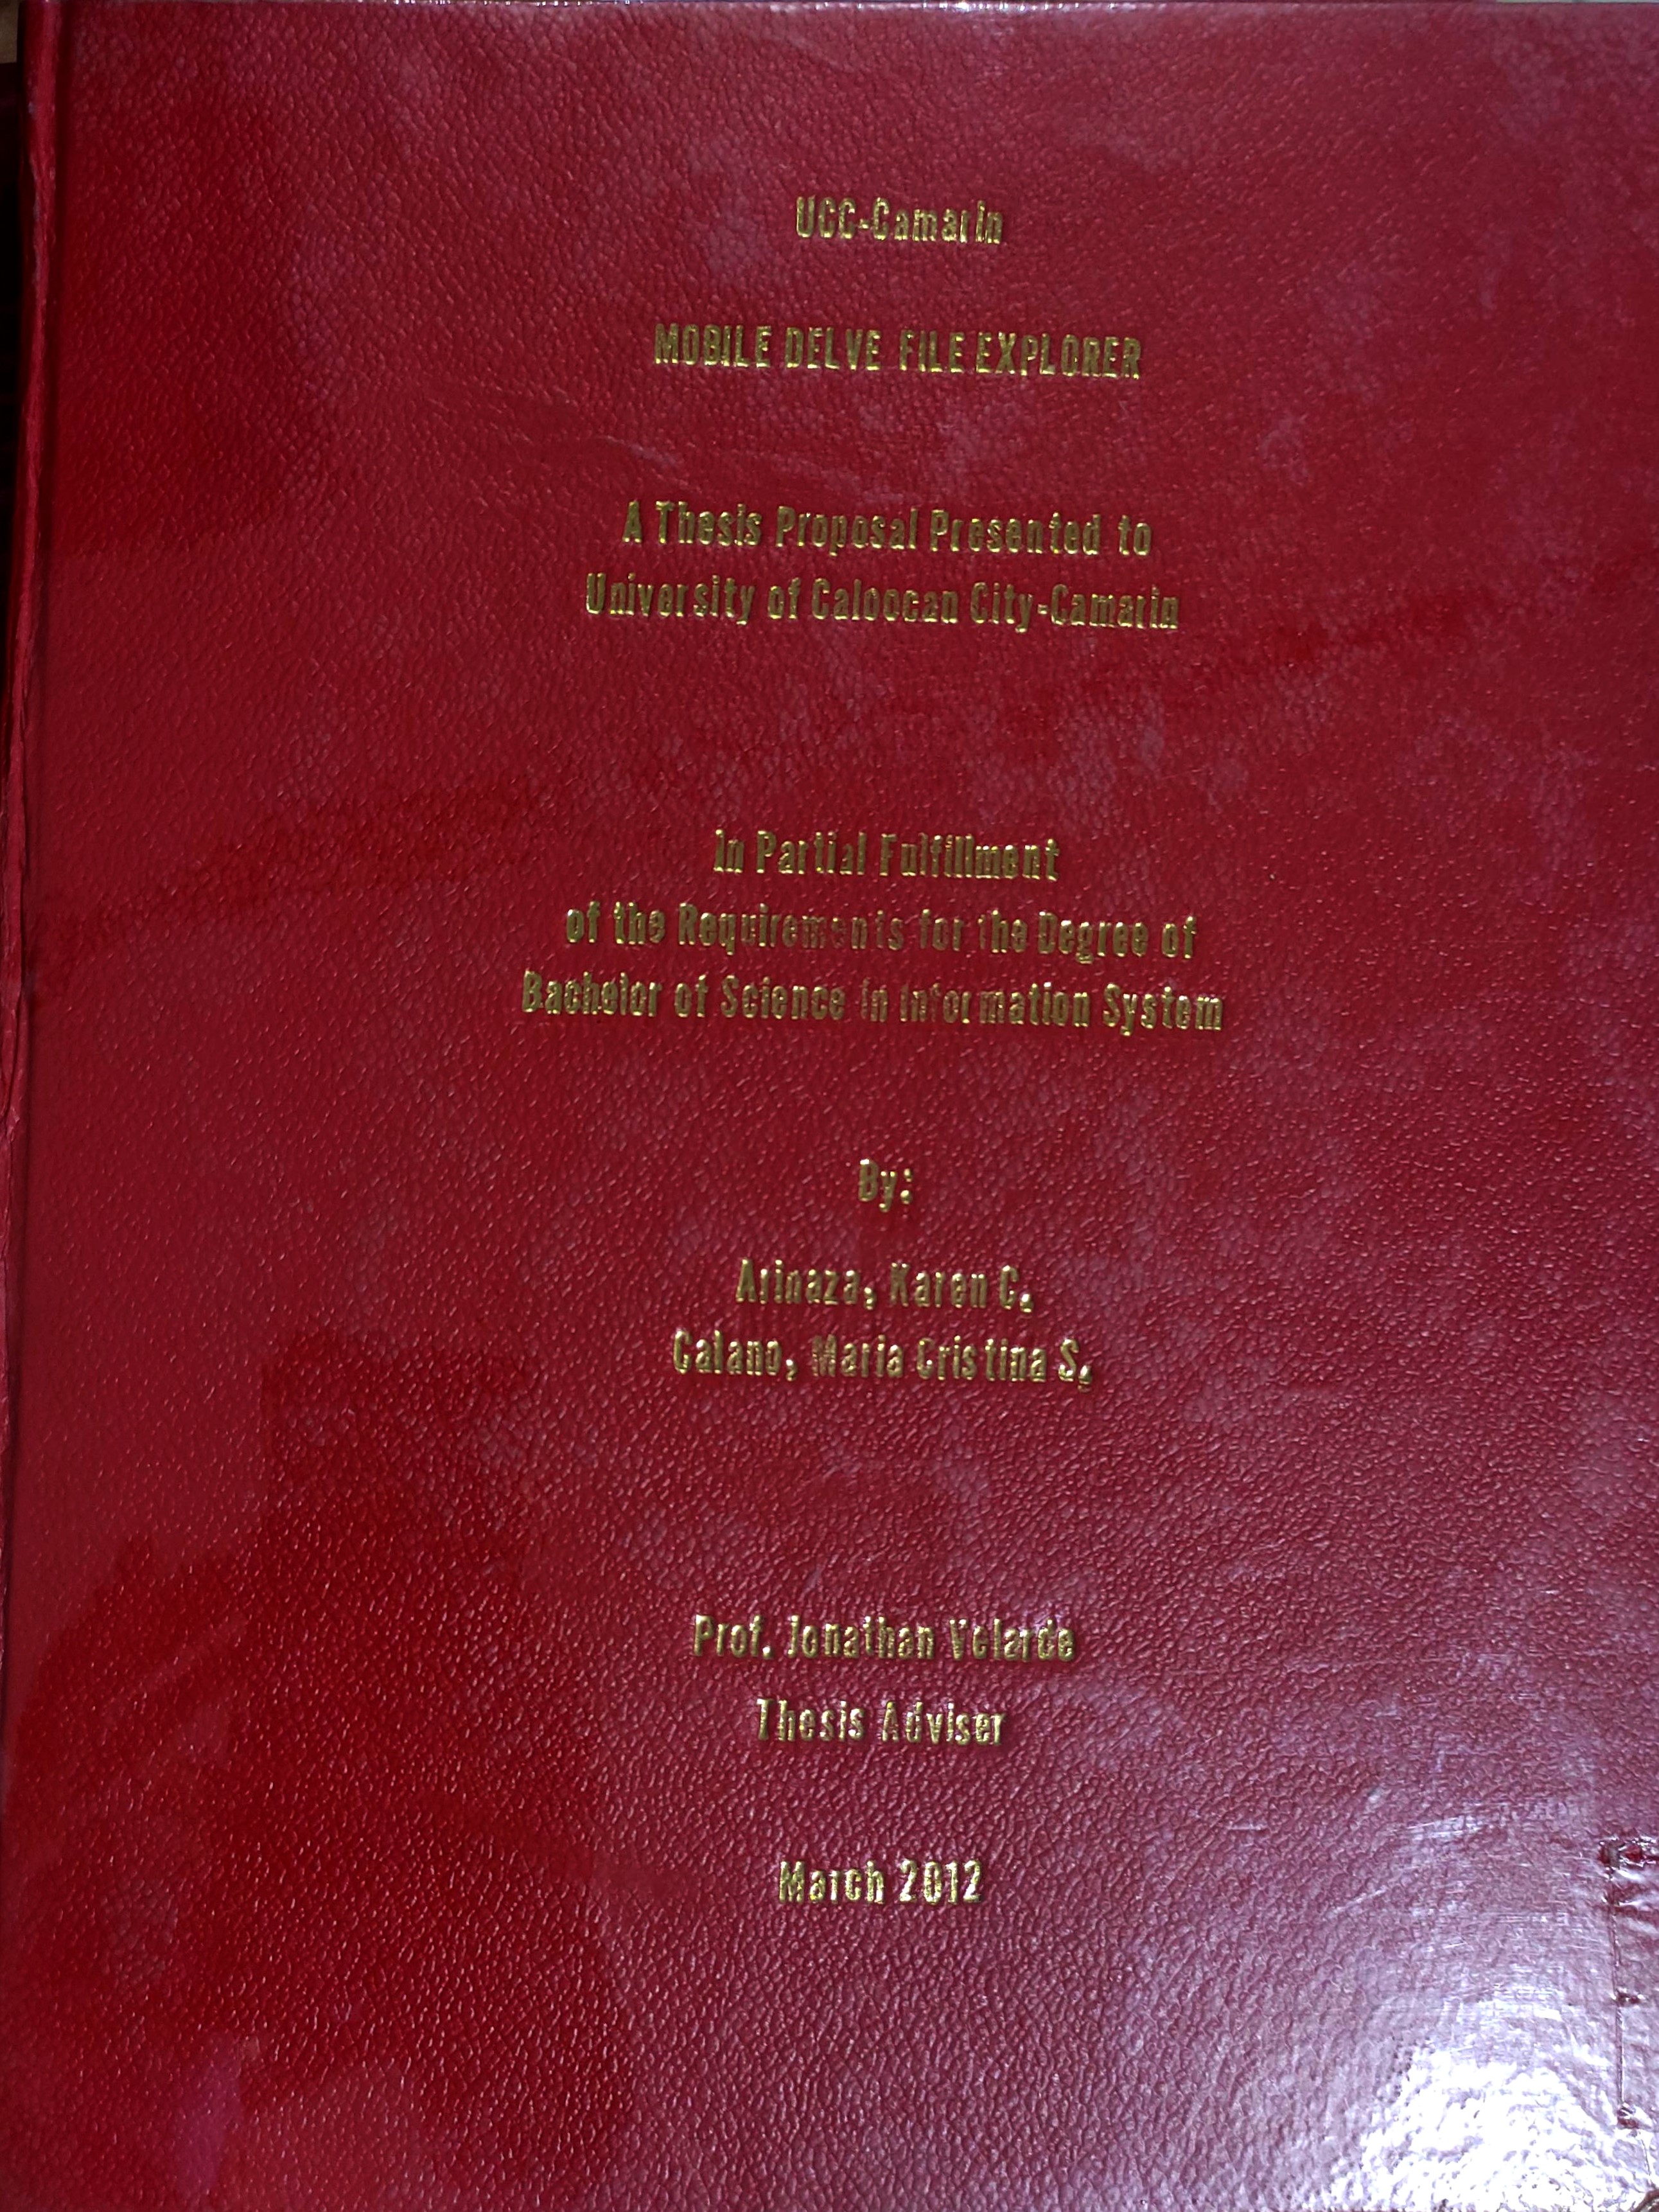 UCC-Camarin
MOBILE DELVE FILE EXPLORER
A Thesis Proposal Presented to
University of Caloocan City-Camarin
In Partial Fulfillment
of the Requirements for the Degree of
Bachelor of Science in Information System
By:
Arinaza, Karen C.
Galano, Maria Cristina S.
Prof. Jonathan Velarde
Thesis Adviser
March 2012